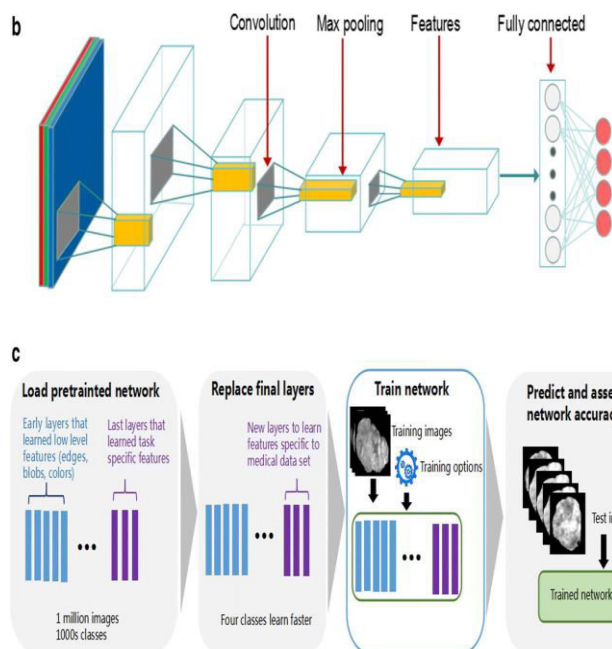 b
Convolution
Max pooling
Features
Fully connected
c
Load pretrainted network
Early layers that
learned low level
features (edges,
blobs, colors)
Last layers that
learned task
specific features
1 million images
1000s classes
Replace final layers
New layers to learn
features specific to
medical data set
Four classes learn faster
Train network
Training images
Training options
Predict and asse
network accurac
Test in
Trained network